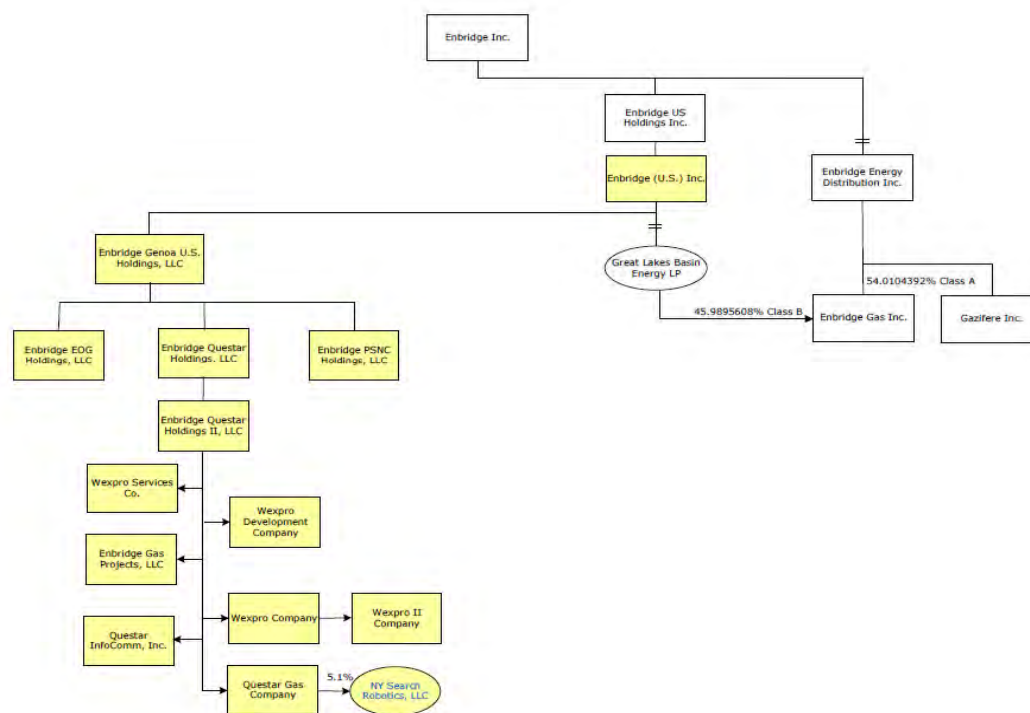 Enbridge Inc.
Enbridge US
Holdings Inc.
Enbridge (U.S.) Inc.
Enbridge Energy
Distribution Inc.
Enbridge Genoa U.S.
Holdings, LLC
Great Lakes Basin
Energy LP
54.0104392% Class A
45.9895608% Class B
Enbridge Gas Inc.
Gazifere Inc.
Enbridge EOG
Holdings, LLC
Enbridge Questar
Holdings. LLC
Enbridge PSNC
Holdings, LLC
Enbridge Questar
Holdings II, LLC
Wexpro Services
Co.
Wexpro
Development
Company
Enbridge Gas
Projects, LLC
Wexpro Company
Wexpro II
Company
Questar
InfoComm, Inc.
Questar Gas
Company
5.1%
NY Search
Robotics, LLC